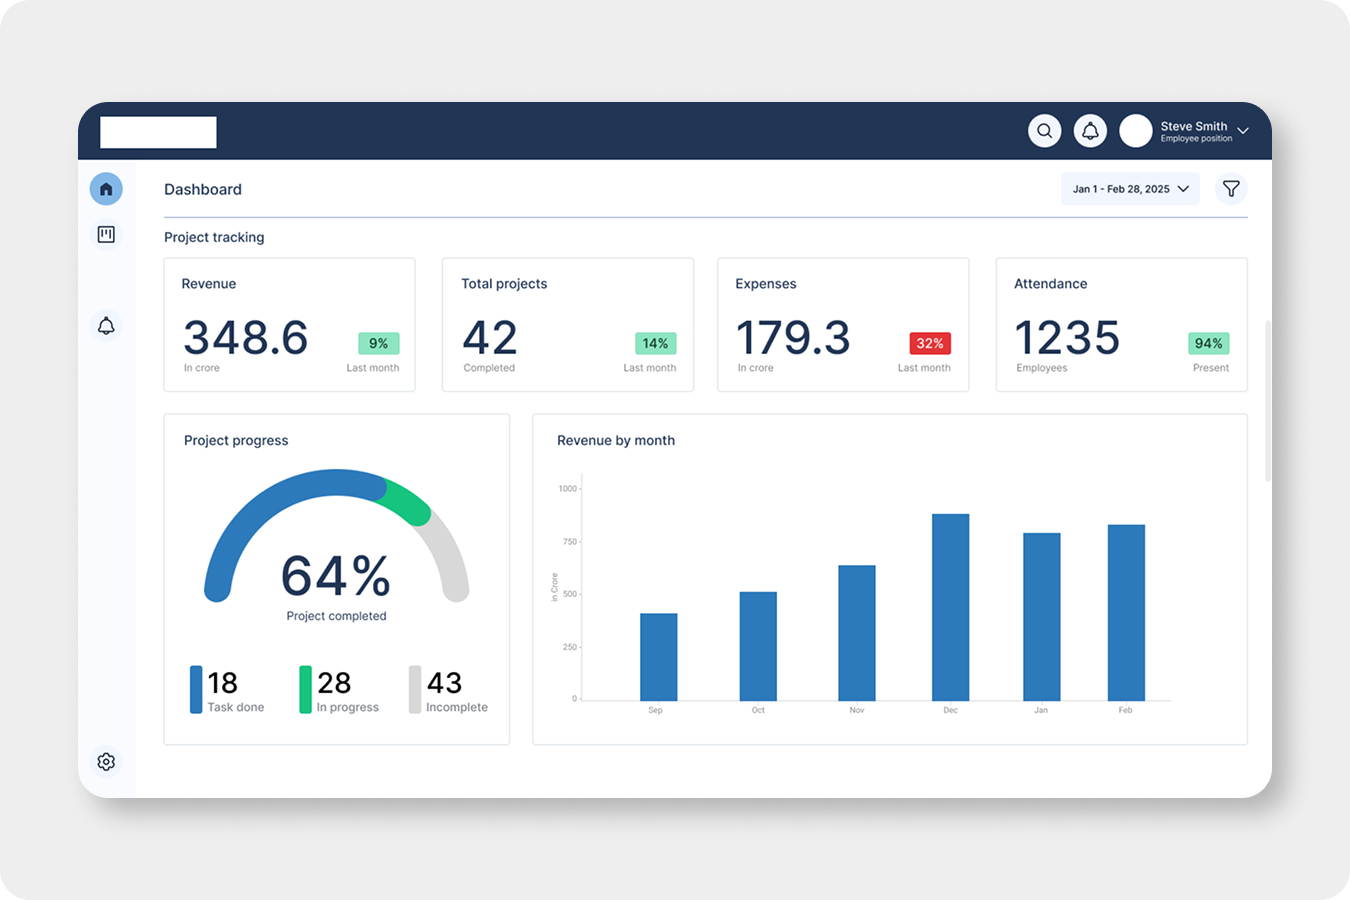 Steve Smith
Employee position
Dashboard
Jan 1 - Feb 28, 2025
Project tracking
Revenue
348.6
9%
In crore
Last month
Total projects
42
14%
Completed
Last month
Expenses
179.3
32%
In crore
Last month
Attendance
1235
94%
Employees
Present
Project progress
64%
Project completed
18
Task done
28
In progress
43
Incomplete
Revenue by month
in Crore
1000
750
500
250
0
Sep
Oct
Nov
Dec
Jan
Feb